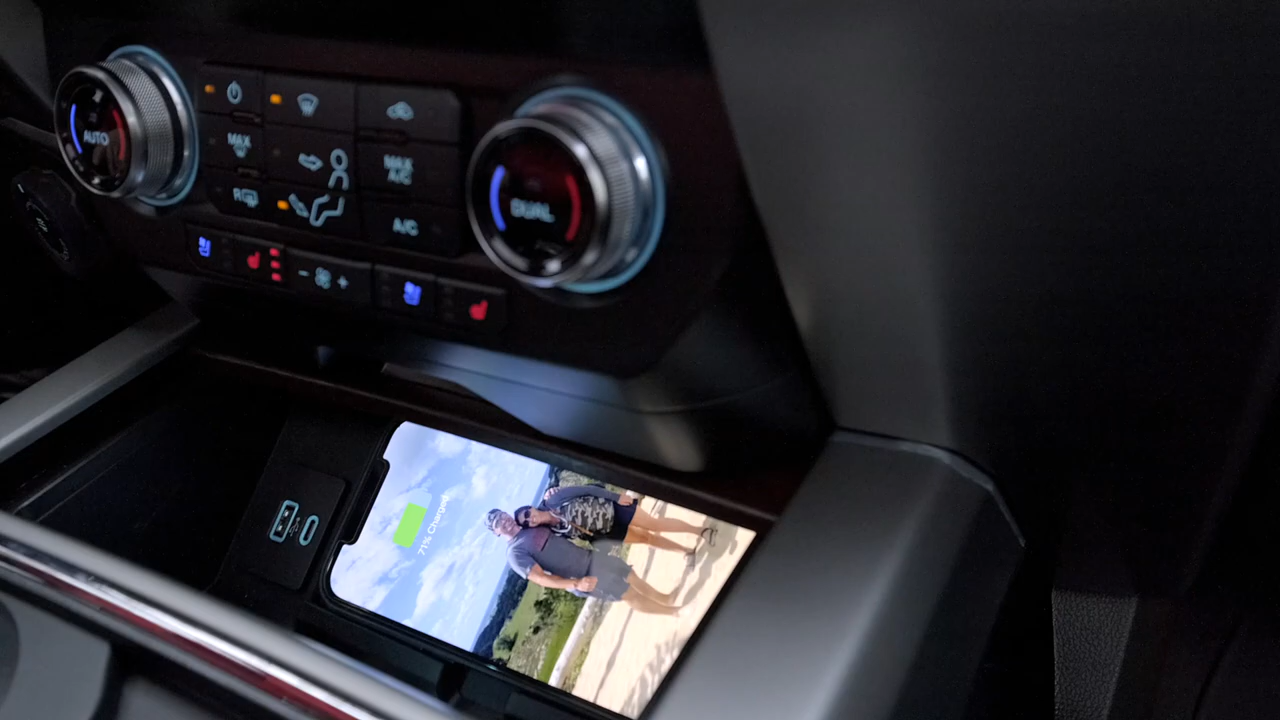 AUTO
MAX
R
MAX
A/C
A/C
DUAL
- +
71% Charged